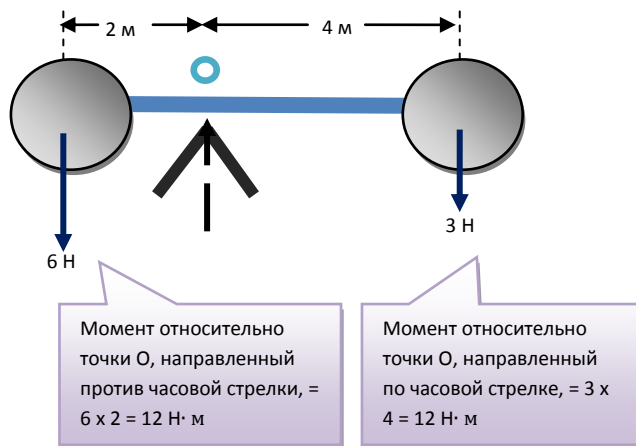 2 м
4 м
6 Н
3 Н
Момент относительно
точки О, направленный
против часовой стрелки, =
6 х 2 = 12 Н· м
Момент относительно
точки О, направленный
по часовой стрелке, = 3 х
4 = 12 Н· м